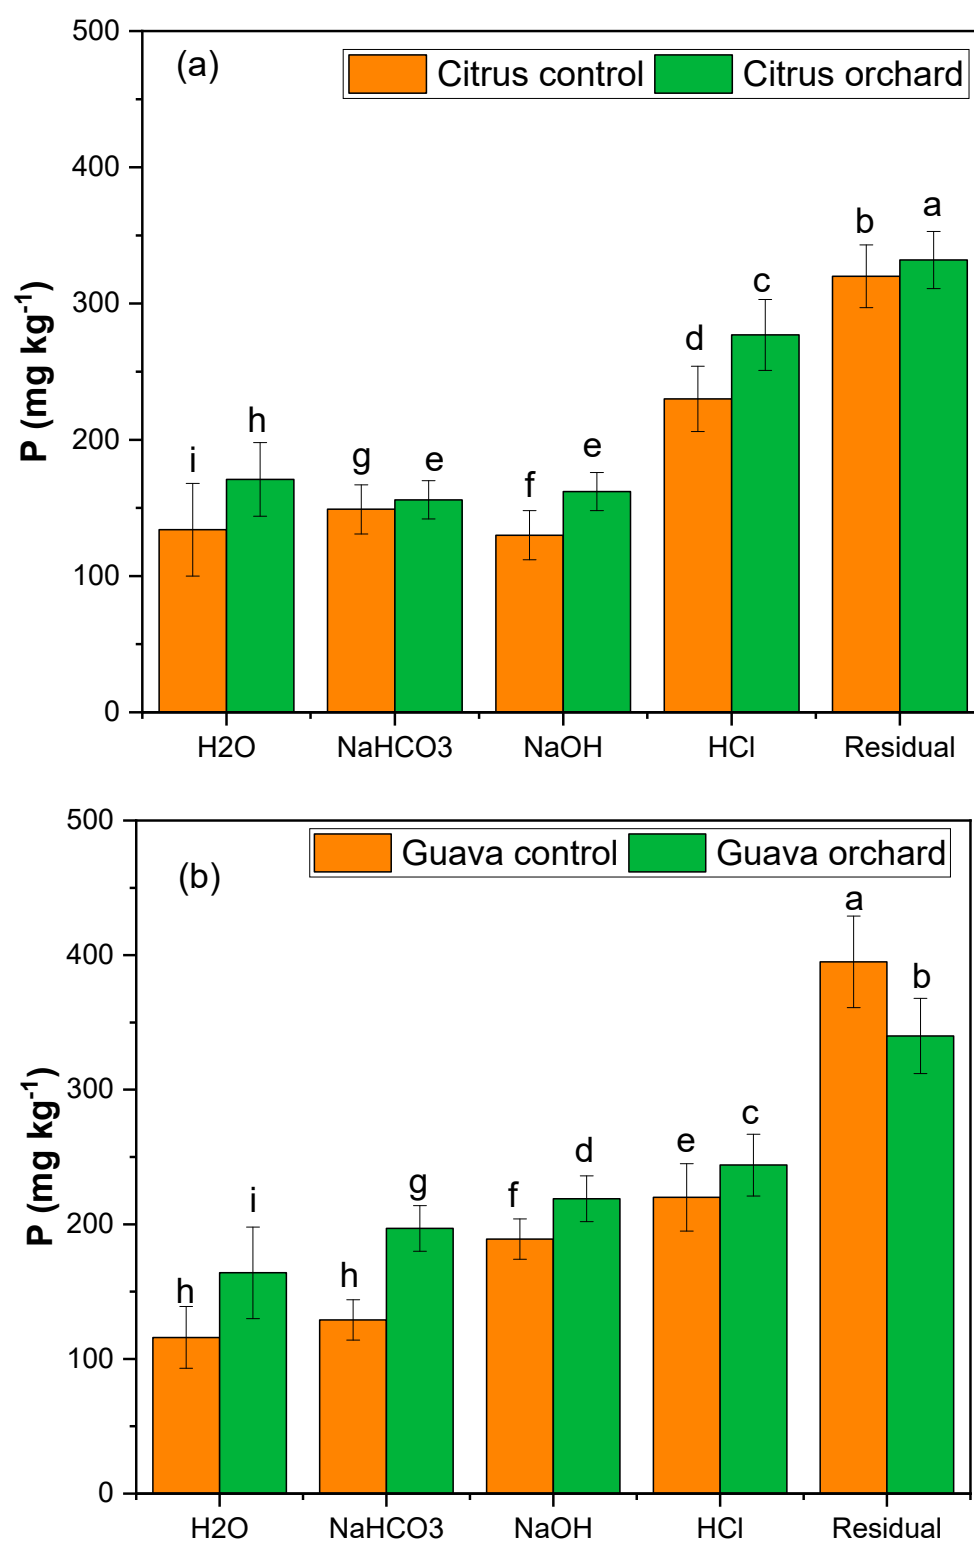 500
(a)
Citrus control Citrus orchard
400
300
200
100
0
P (mg kg-1)
i h g e f e d c b a
H2O NaHCO3 NaOH HCl Residual
500
(b)
Guava control Guava orchard
400
300
200
100
0
P (mg kg-1)
h i h g f d e c a b
H2O NaHCO3 NaOH HCl Residual